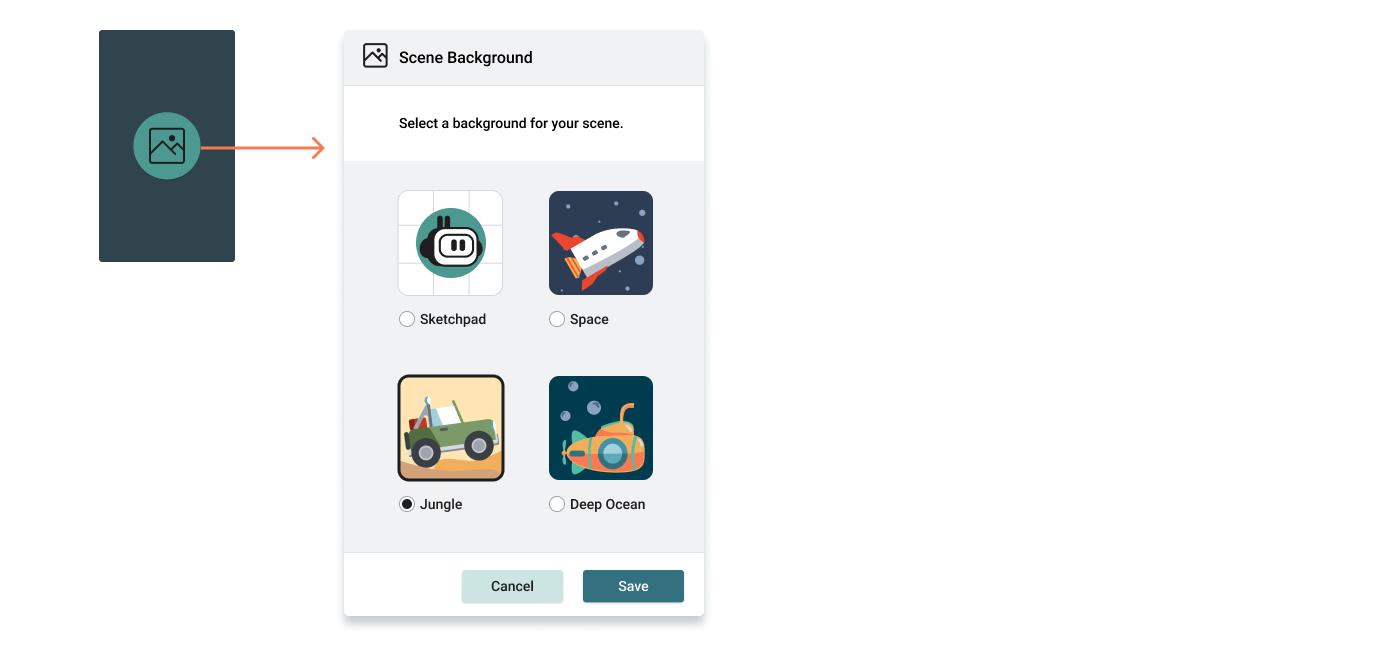 Scene Background
Select a background for your scene.
Sketchpad
Space
Jungle
Deep Ocean
Cancel
Save